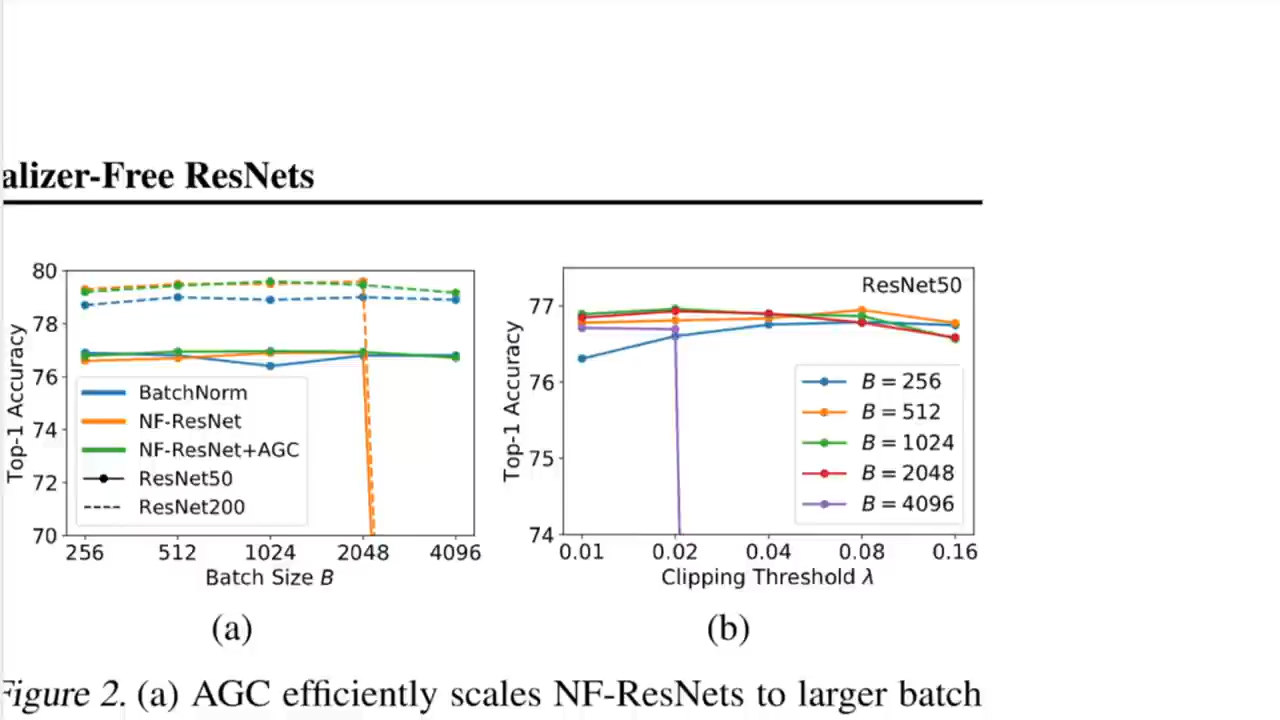 alizer-Free ResNets
80
78
76
74
72
70
Top-1 Accuracy
BatchNorm
NF-ResNet
NF-ResNet+AGC
ResNet50
ResNet200
256 512 1024 2048 4096
Batch Size B
(a)
ResNet50
77
76
75
74
Top-1 Accuracy
B = 256
B = 512
B = 1024
B = 2048
B = 4096
0.01 0.02 0.04 0.08 0.16
Clipping Threshold λ
(b)
Figure 2. (a) AGC efficiently scales NF-ResNets to larger batch